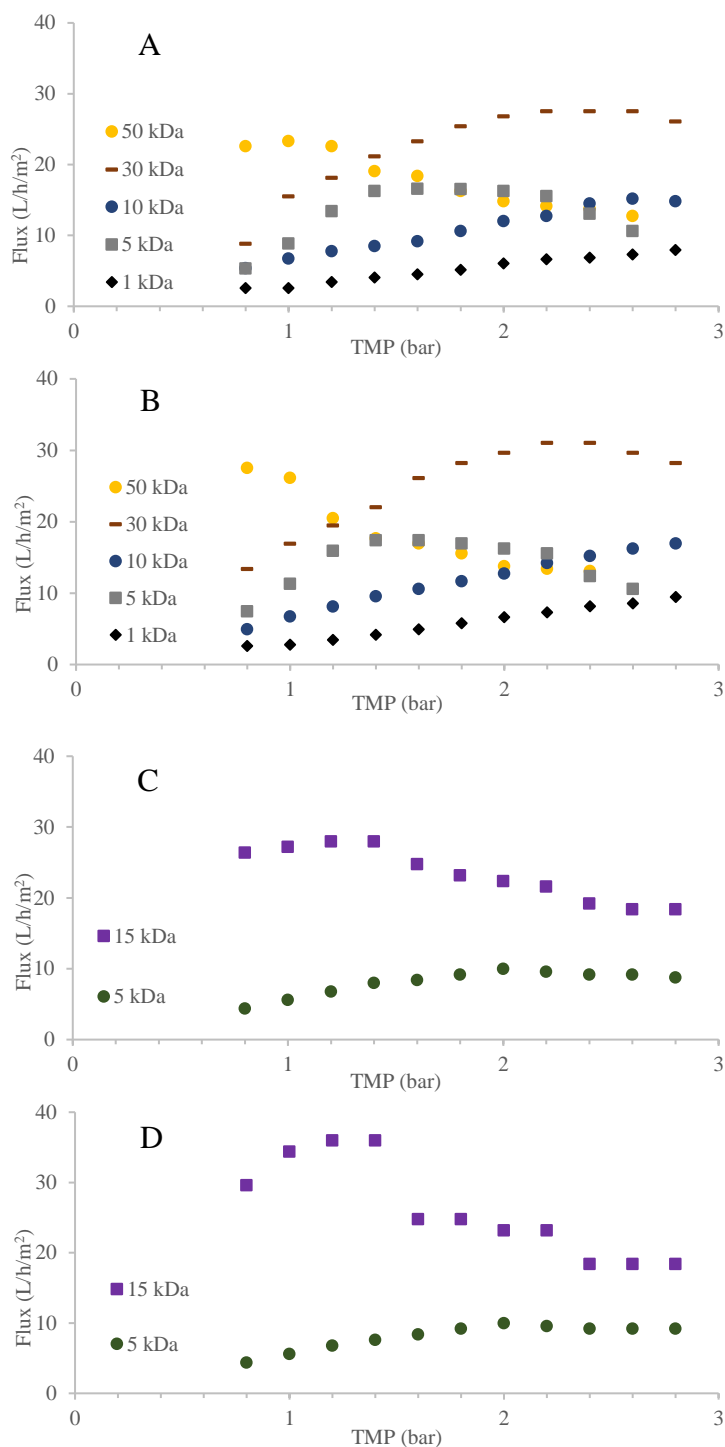 A
40
30
20
10
0
Flux (L/h/m²)
50 kDa
30 kDa
10 kDa
5 kDa
1 kDa
0 1 2 3
TMP (bar)
B
40
30
20
10
0
Flux (L/h/m²)
50 kDa
30 kDa
10 kDa
5 kDa
1 kDa
0 1 2 3
TMP (bar)
C
40
30
20
10
0
Flux (L/h/m²)
15 kDa
5 kDa
0 1 2 3
TMP (bar)
D
40
30
20
10
0
Flux (L/h/m²)
15 kDa
5 kDa
0 1 2 3
TMP (bar)